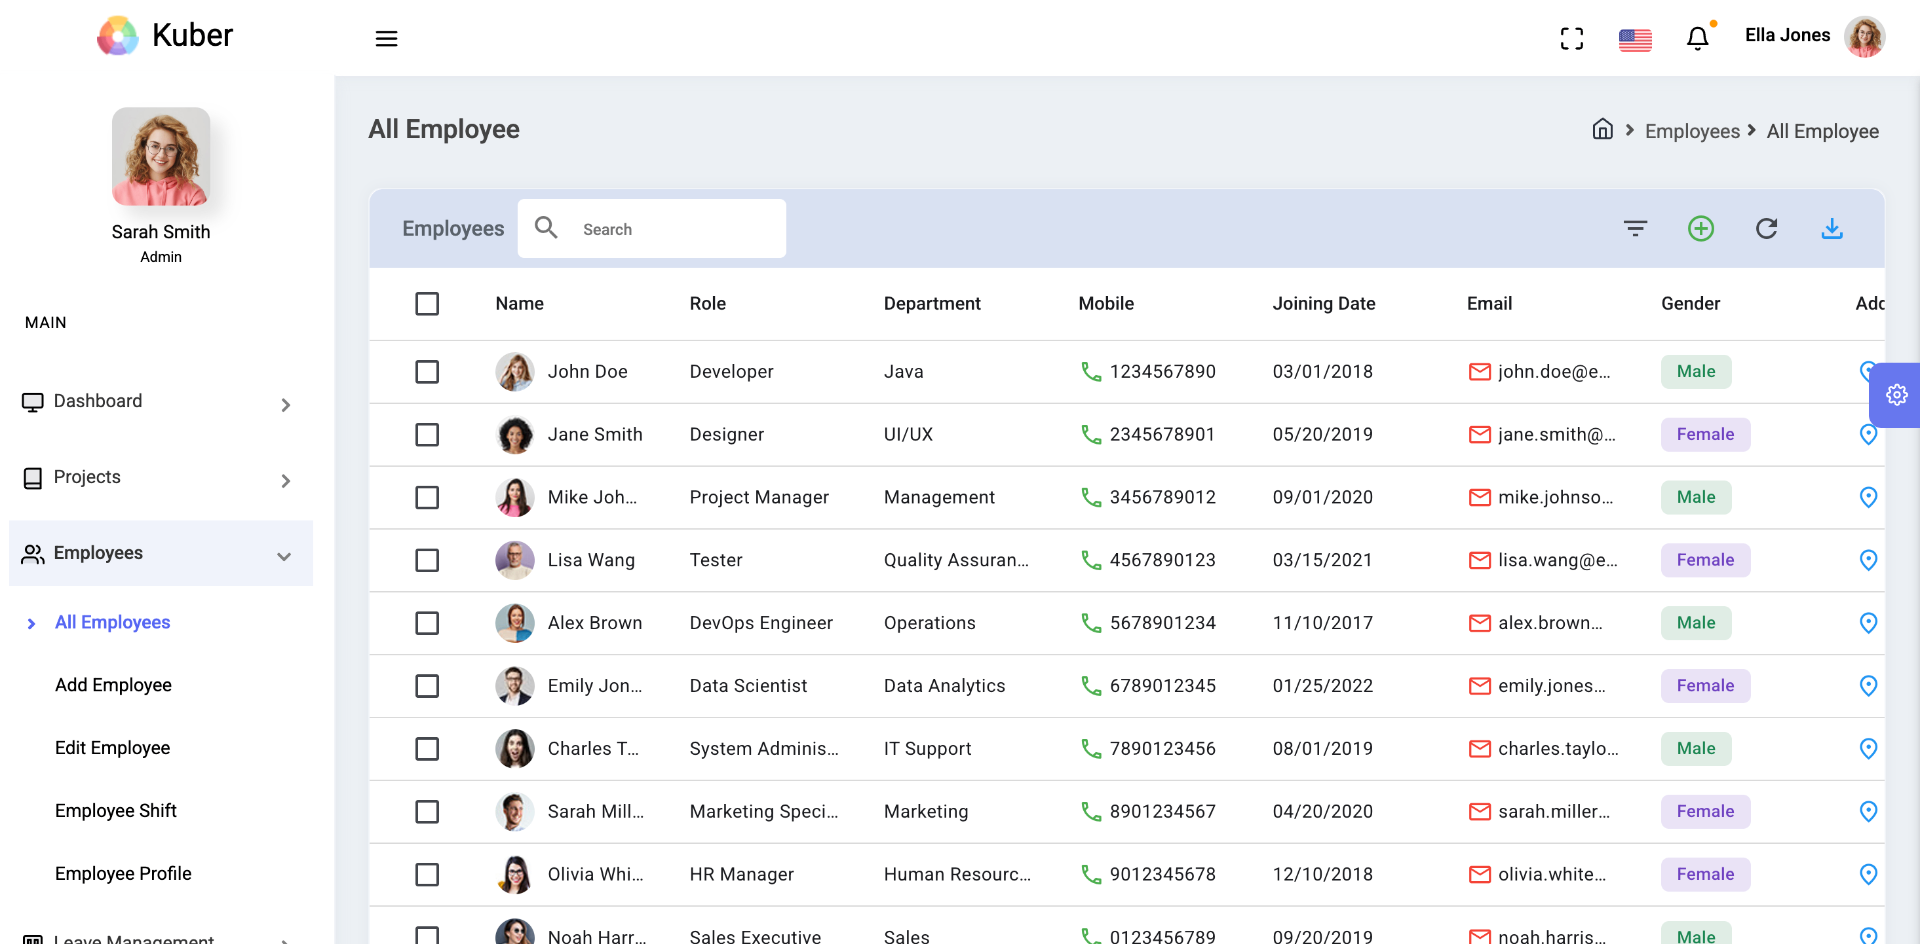 Kuber
Ella Jones
Sarah Smith
Admin
MAIN
Dashboard
Projects
Employees
All Employees
Add Employee
Edit Employee
Employee Shift
Employee Profile
Leave Management
All Employee
Employees All Employee
Employees Search
Name Role Department Mobile Joining Date Email Gender Add
John Doe Developer Java 1234567890 03/01/2018 john.doe@e... Male
Jane Smith Designer UI/UX 2345678901 05/20/2019 jane.smith@... Female
Mike Joh... Project Manager Management 3456789012 09/01/2020 mike.johnso... Male
Lisa Wang Tester Quality Assuran... 4567890123 03/15/2021 lisa.wang@e... Female
Alex Brown DevOps Engineer Operations 5678901234 11/10/2017 alex.brown... Male
Emily Jon... Data Scientist Data Analytics 6789012345 01/25/2022 emily.jones... Female
Charles T... System Adminis... IT Support 7890123456 08/01/2019 charles.taylo... Male
Sarah Mill... Marketing Speci... Marketing 8901234567 04/20/2020 sarah.miller... Female
Olivia Whi... HR Manager Human Resourc... 9012345678 12/10/2018 olivia.white... Female
Noah Harr... Sales Executive Sales 0123456789 09/20/2019 noah.harris... Male